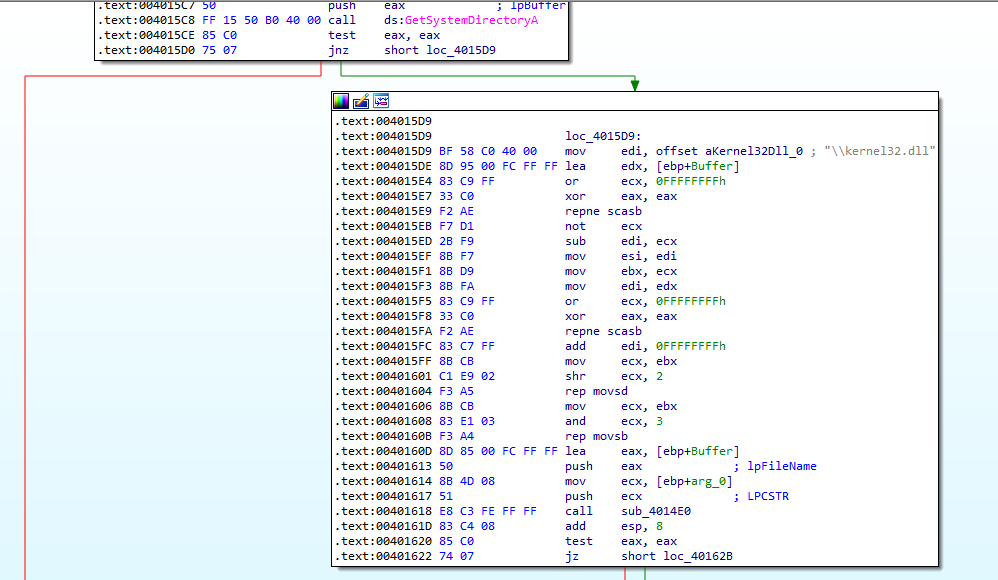 .text:004015C7 50 push eax ; lpBuffer
.text:004015C8 FF 15 50 B0 40 00 call ds:GetSystemDirectoryA
.text:004015CE 85 C0 test eax, eax
.text:004015D0 75 07 jnz short loc_4015D9
.text:004015D9
.text:004015D9 loc_4015D9:
.text:004015D9 BF 58 C0 40 00 mov edi, offset aKernel32Dll_0 ; "\\kernel32.dll"
.text:004015DE 8D 95 00 FC FF FF lea edx, [ebp+Buffer]
.text:004015E4 83 C9 FF or ecx, 0FFFFFFFFh
.text:004015E7 33 C0 xor eax, eax
.text:004015E9 F2 AE repne scasb
.text:004015EB F7 D1 not ecx
.text:004015ED 2B F9 sub edi, ecx
.text:004015EF 8B F7 mov esi, edi
.text:004015F1 8B D9 mov ebx, ecx
.text:004015F3 8B FA mov edi, edx
.text:004015F5 83 C9 FF or ecx, 0FFFFFFFFh
.text:004015F8 33 C0 xor eax, eax
.text:004015FA F2 AE repne scasb
.text:004015FC 83 C7 FF add edi, 0FFFFFFFFh
.text:004015FF 8B CB mov ecx, ebx
.text:00401601 C1 E9 02 shr ecx, 2
.text:00401604 F3 A5 rep movsd
.text:00401606 8B CB mov ecx, ebx
.text:00401608 83 E1 03 and ecx, 3
.text:0040160B F3 A4 rep movsb
.text:0040160D 8D 85 00 FC FF FF lea eax, [ebp+Buffer]
.text:00401613 50 push eax ; lpFileName
.text:00401614 8B 4D 08 mov ecx, [ebp+arg_0]
.text:00401617 51 push ecx ; LPCSTR
.text:00401618 E8 C3 FE FF FF call sub_4014E0
.text:0040161D 83 C4 08 add esp, 8
.text:00401620 85 C0 test eax, eax
.text:00401622 74 07 jz short loc_40162B